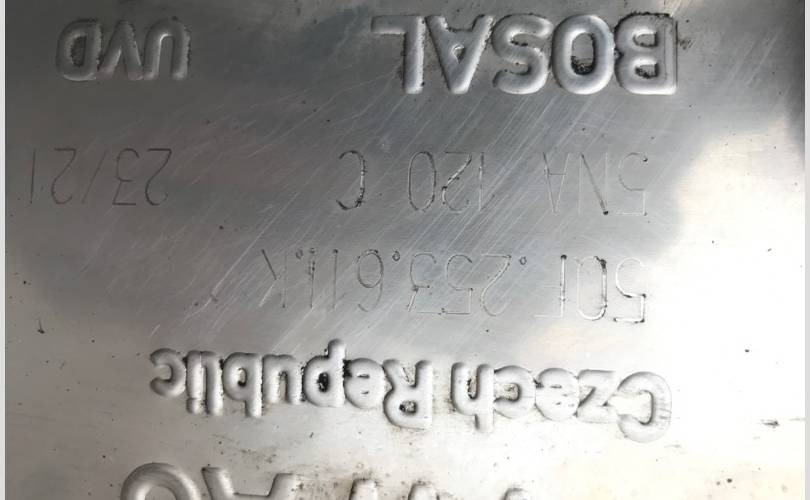 Czech Republic
5QF.253.611.K
5NA 120 C 23/21
BOSAL UVD